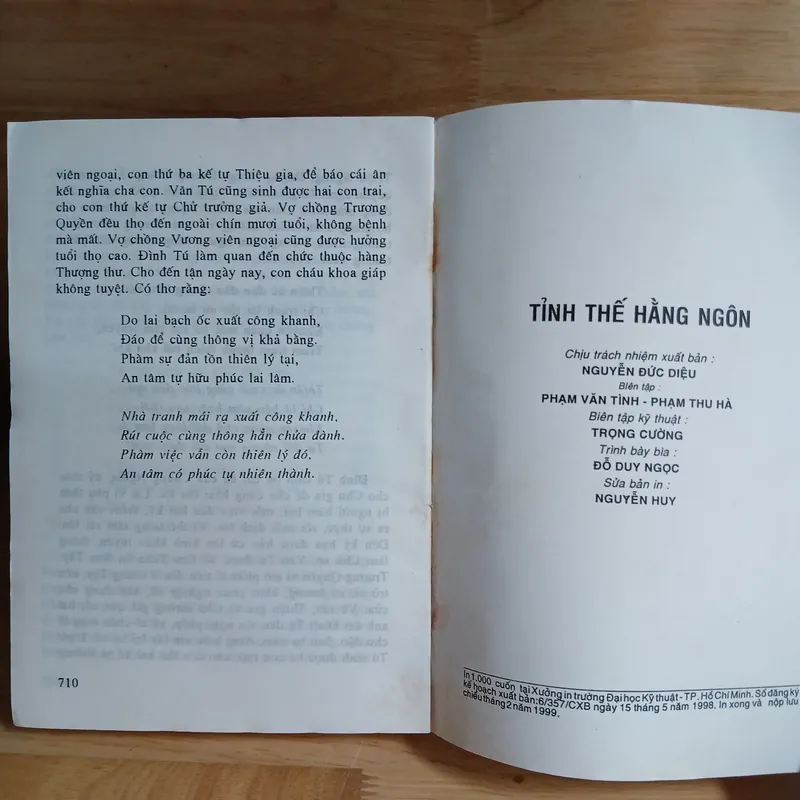 viên ngoại, con thứ ba kế tự Thiệu gia, để báo cái ân
kết nghĩa cha con. Văn Tú cũng sinh được hai con trai,
cho con thứ kế tự Chử trưởng giả. Vợ chồng Trương
Quyền đều thọ đến ngoài chín mươi tuổi, không bệnh
mà mất. Vợ chồng Vương viên ngoại cũng được hưởng
tuổi thọ cao. Đình Tú làm quan đến chức thuộc hàng
Thượng thư. Cho đến tận ngày nay, con cháu khoa giáp
không tuyệt. Có thơ rằng:
Do lai bạch ốc xuất công khanh,
Đáo để cùng thông vị khả bằng.
Phàm sự đản tồn thiên lý tại,
An tâm tự hữu phúc lai lâm.
Nhà tranh mái rạ xuất công khanh,
Rút cuộc cùng thông hẳn chửa dành.
Phàm việc vẫn còn thiên lý đó,
An tâm có phúc tự nhiên thành.
710
TỈNH THẾ HẰNG NGÔN
Chịu trách nhiệm xuất bản :
NGUYỄN ĐỨC DIỆU
Biên tập :
PHẠM VĂN TÌNH - PHẠM THU HÀ
Biên tập kỹ thuật :
TRỌNG CƯỜNG
Trình bày bìa :
ĐỖ DUY NGỌC
Sửa bản in :
NGUYỄN HUY
In 1.000 cuốn tại Xưởng in trường Đại học Kỹ thuật - TP. Hồ Chí Minh. Số đăng ký
kế hoạch xuất bản: 6/357/CXB ngày 15 tháng 5 năm 1998. In xong và nộp lưu
chiểu tháng 2 năm 1999.